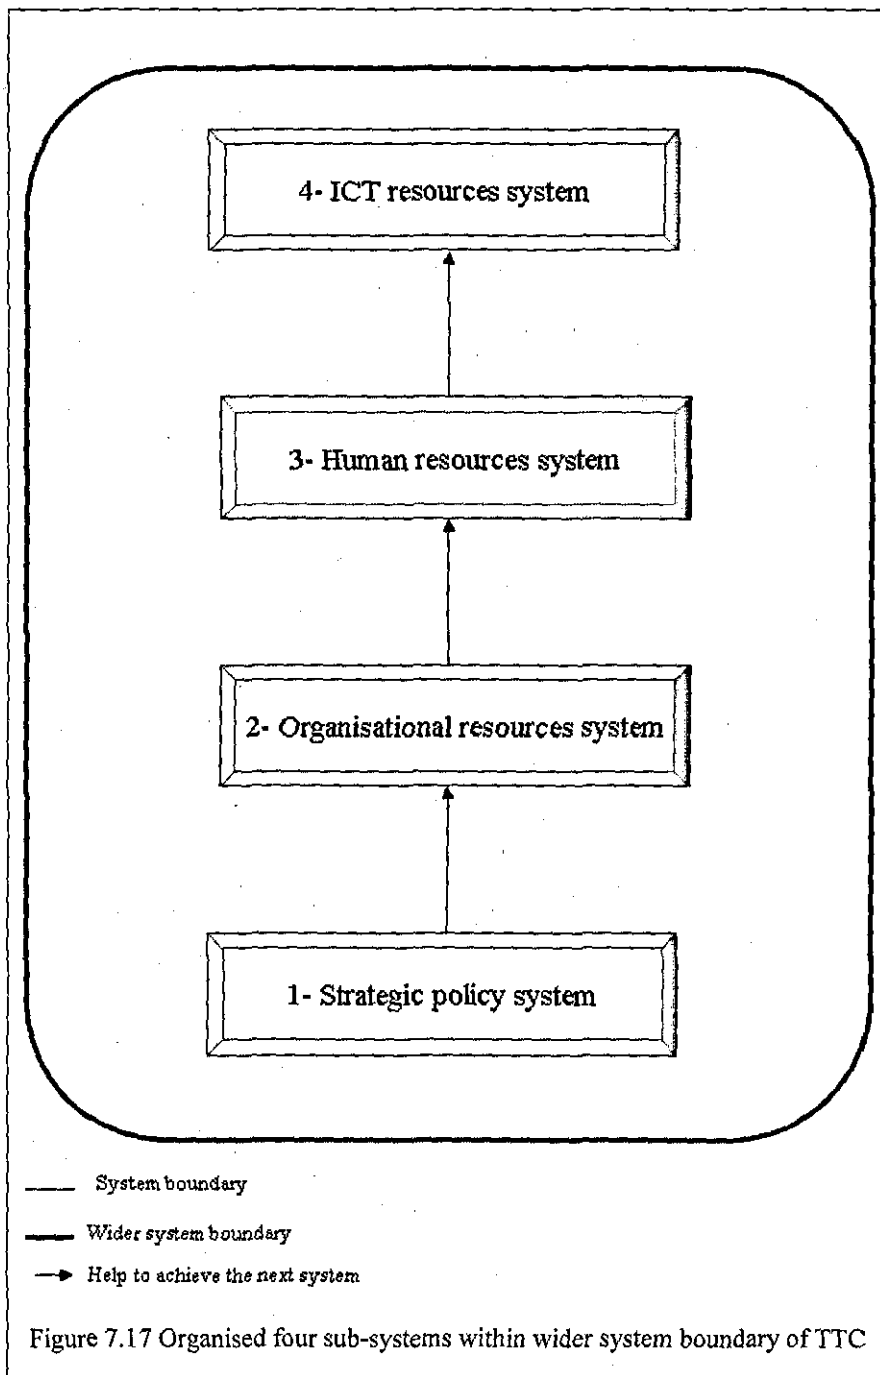 4- ICT resources system
3- Human resources system
2- Organisational resources system
1- Strategic policy system
System boundary
Wider system boundary
Help to achieve the next system
Figure 7.17 Organised four sub-systems within wider system boundary of TTC